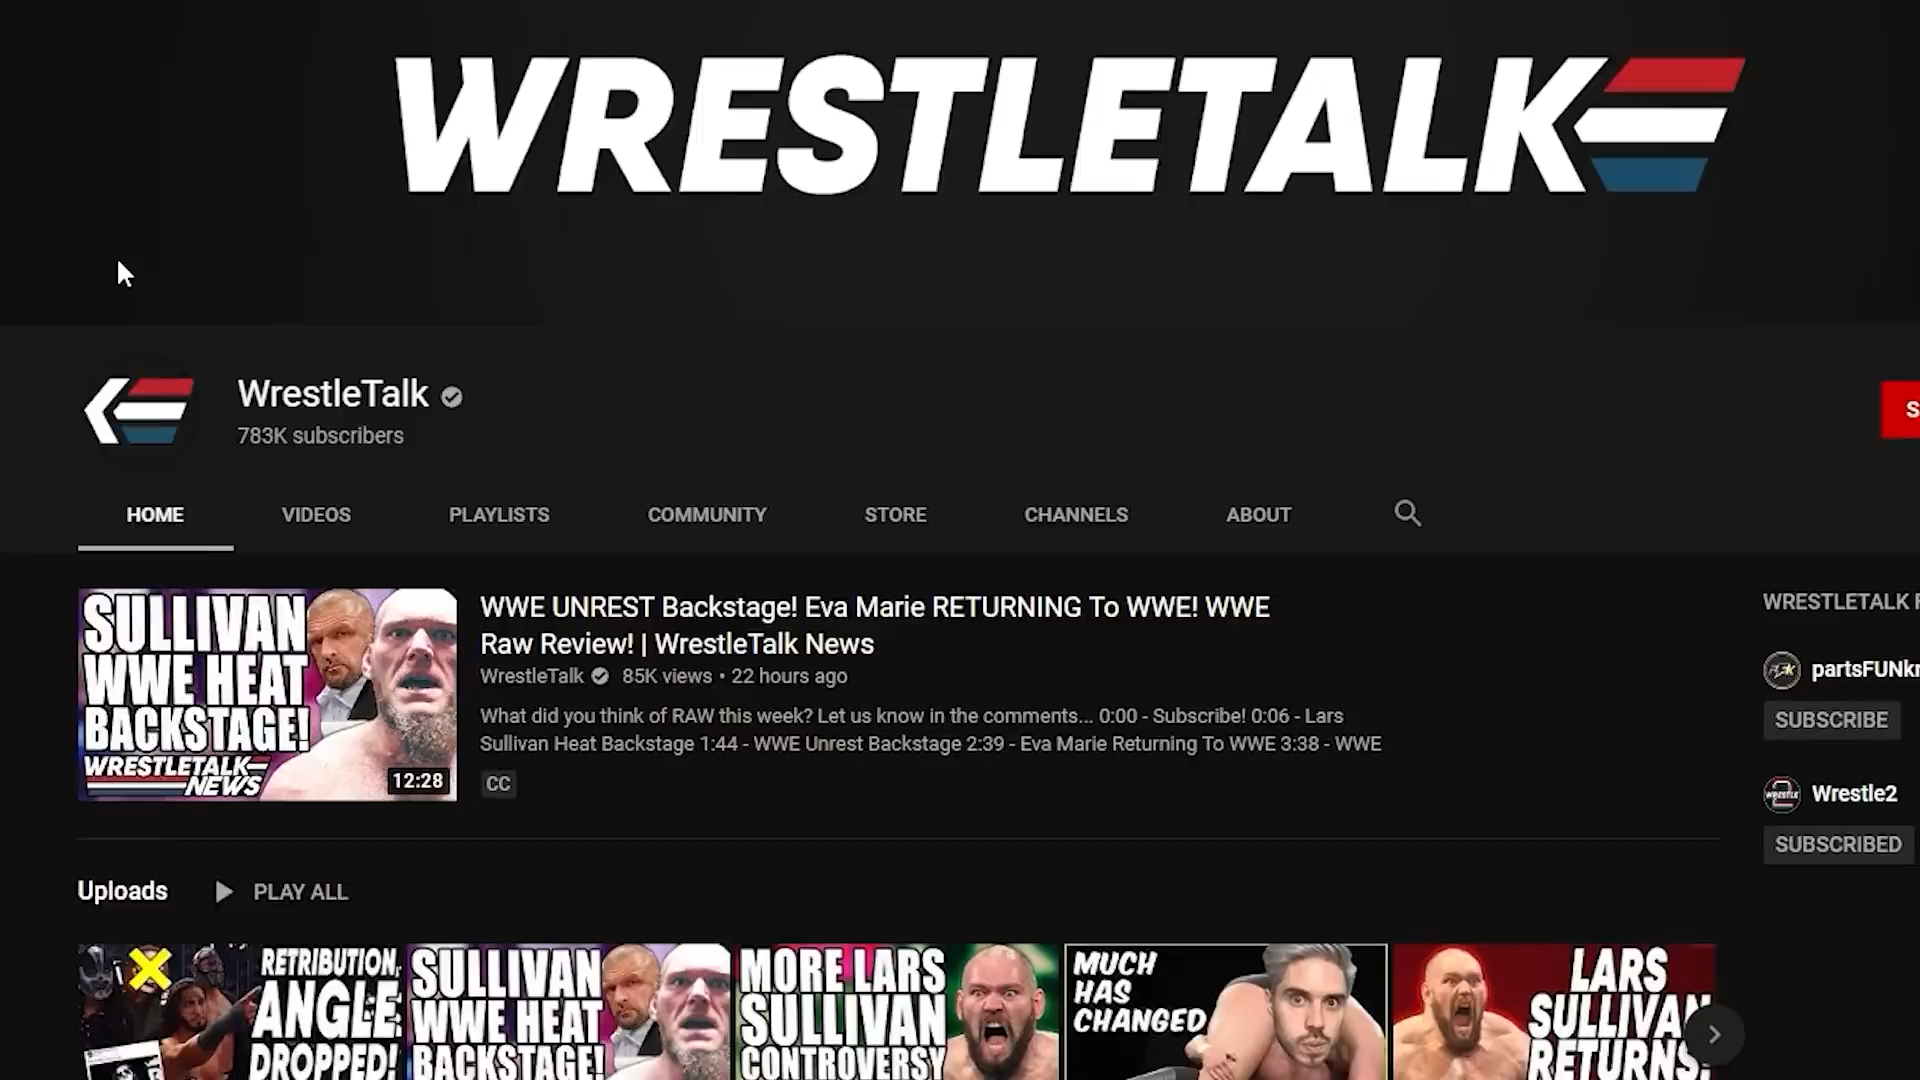 WRESTLETALK
WrestleTalk
783K subscribers
S
HOME VIDEOS PLAYLISTS COMMUNITY STORE CHANNELS ABOUT
SULLIVAN
WWE HEAT
BACKSTAGE!
WRESTLETALK
NEWS
12:28
WWE UNREST Backstage! Eva Marie RETURNING To WWE! WWE
Raw Review! | WrestleTalk News
WrestleTalk 85K views • 22 hours ago
What did you think of RAW this week? Let us know in the comments... 0:00 - Subscribe! 0:06 - Lars
Sullivan Heat Backstage 1:44 - WWE Unrest Backstage 2:39 - Eva Marie Returning To WWE 3:38 - WWE
CC
WRESTLETALK F
partsFUNkn
SUBSCRIBE
Wrestle2
SUBSCRIBED
Uploads PLAY ALL
RETRIBUTION
ANGLE
DROPPED!
SULLIVAN
WWE HEAT
BACKSTAGE!
MORE LARS
SULLIVAN
CONTROVERSY
MUCH
HAS
CHANGED
LARS
SULLIVAN
RETURNS!